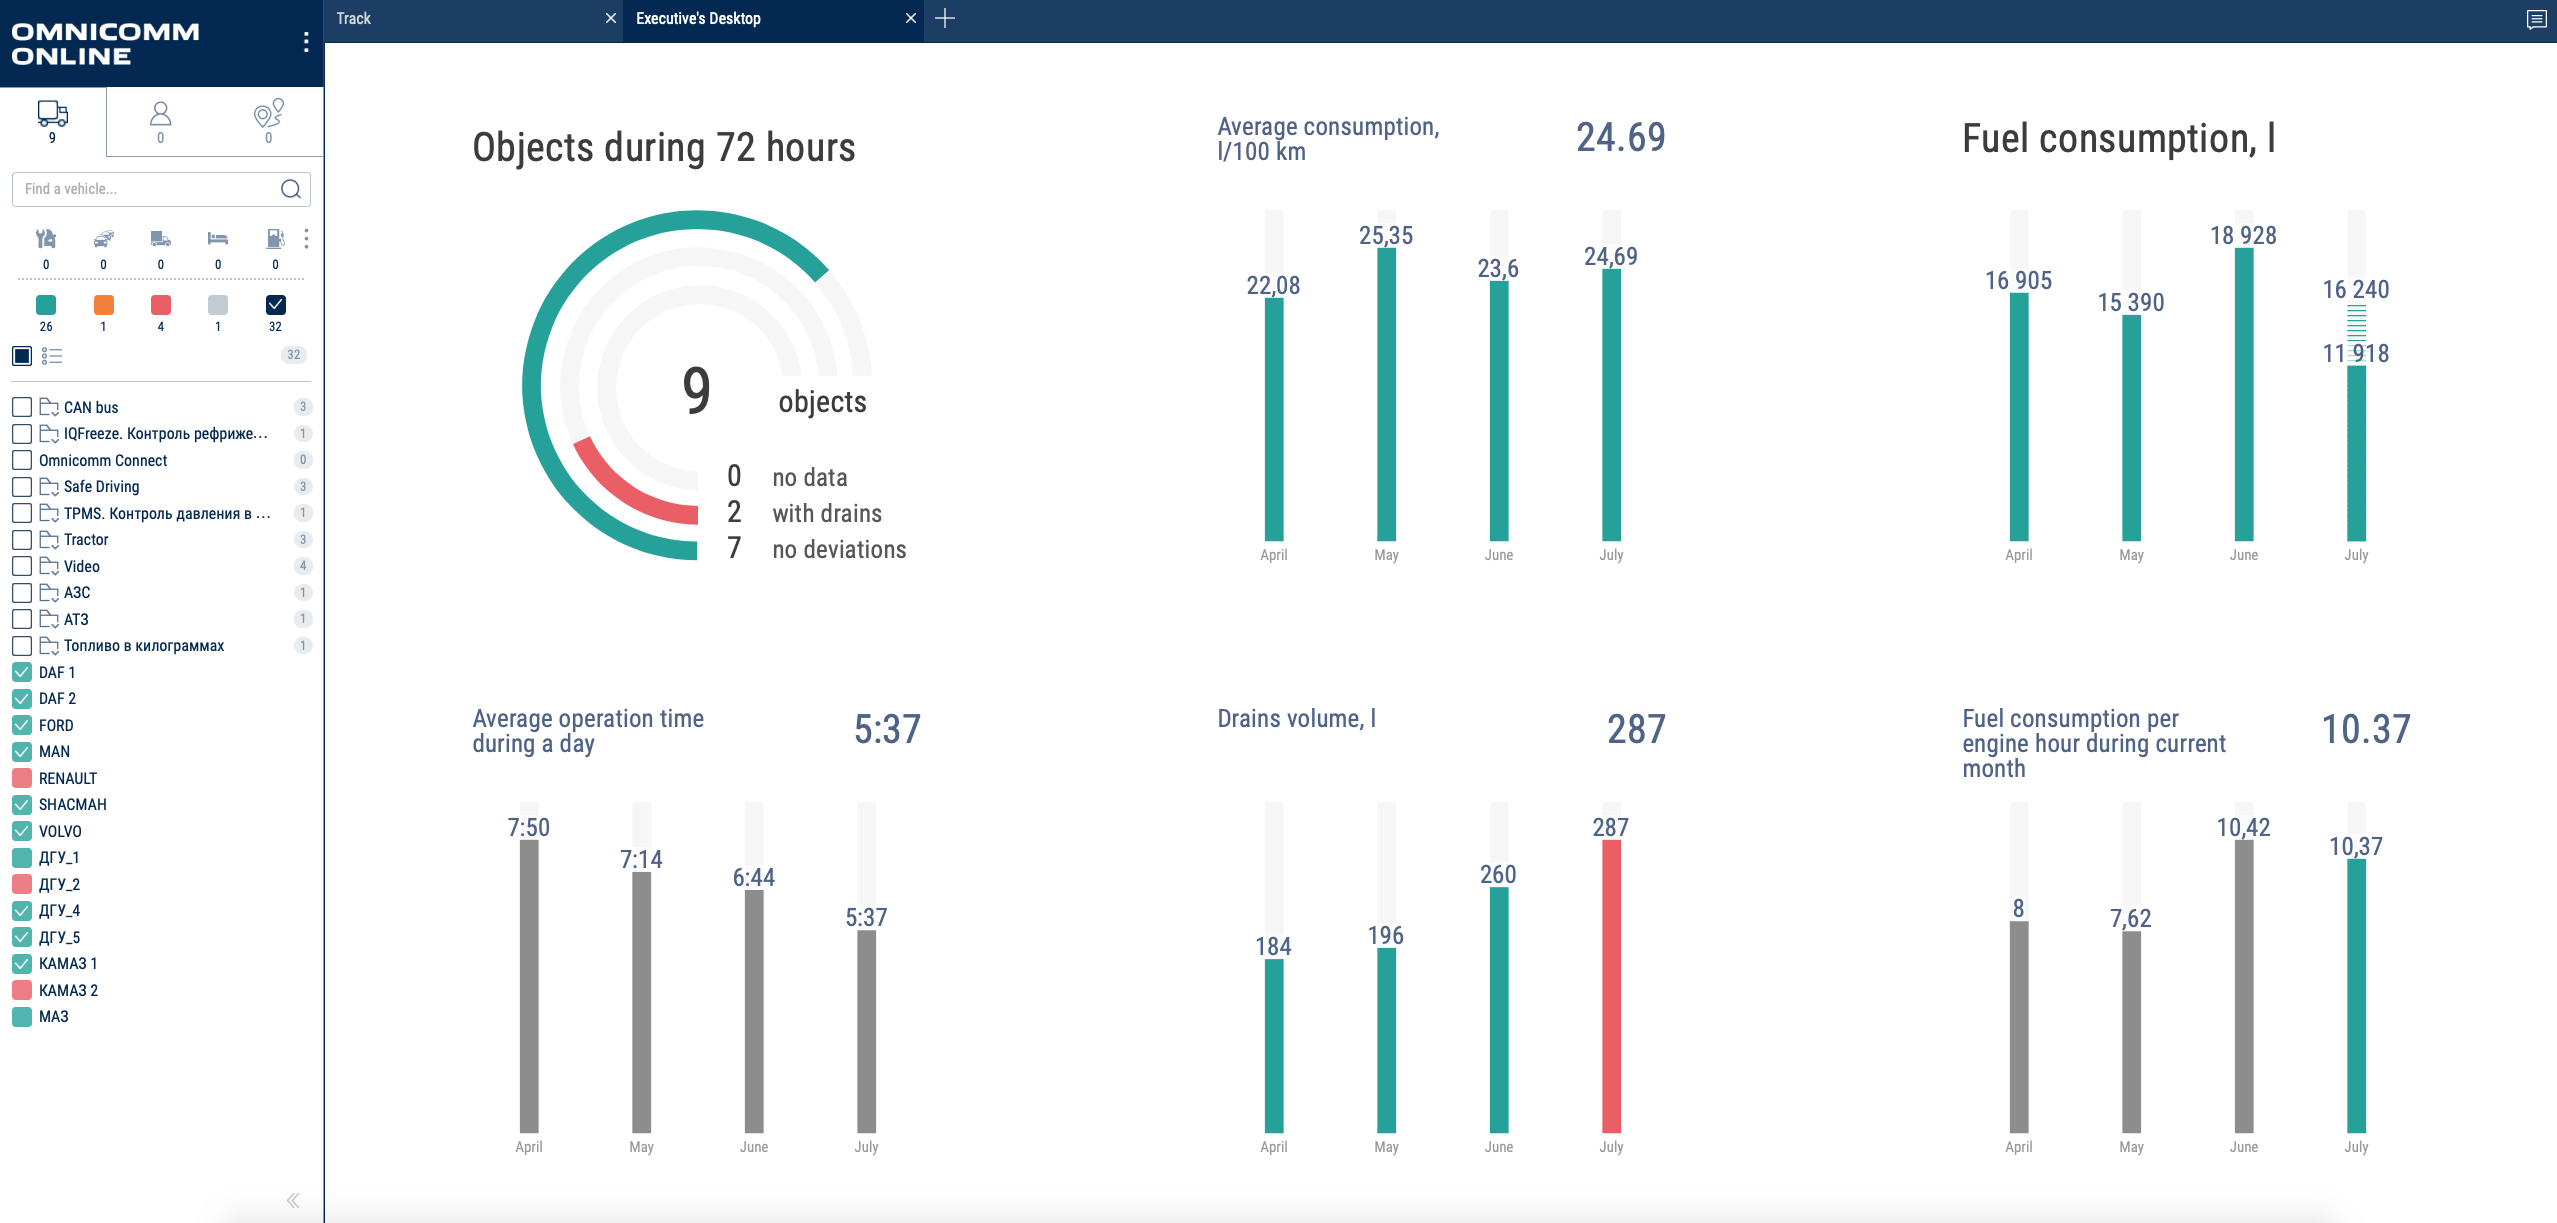 OMNICOMM
ONLINE
Track
Executive's Desktop
9
0
0
Find a vehicle...
0
0
0
0
0
26
1
4
1
32
32
CAN bus
3
IQFreeze. Контроль рефриже...
1
Omnicomm Connect
0
Safe Driving
3
TPMS. Контроль давления в ...
1
Tractor
3
Video
4
АЗС
1
АТЗ
1
Топливо в килограммах
1
DAF 1
DAF 2
FORD
MAN
RENAULT
SHACMAH
VOLVO
ДГУ_1
ДГУ_2
ДГУ_4
ДГУ_5
КАМАЗ 1
КАМАЗ 2
МАЗ
Objects during 72 hours
9 objects
0 no data
2 with drains
7 no deviations
Average consumption,
l/100 km
24.69
22,08
25,35
23,6
24,69
April
May
June
July
Fuel consumption, l
16 905
15 390
18 928
16 240
11 918
April
May
June
July
Average operation time
during a day
5:37
7:50
7:14
6:44
5:37
April
May
June
July
Drains volume, l
287
184
196
260
287
April
May
June
July
Fuel consumption per
engine hour during current
month
10.37
8
7,62
10,42
10,37
April
May
June
July